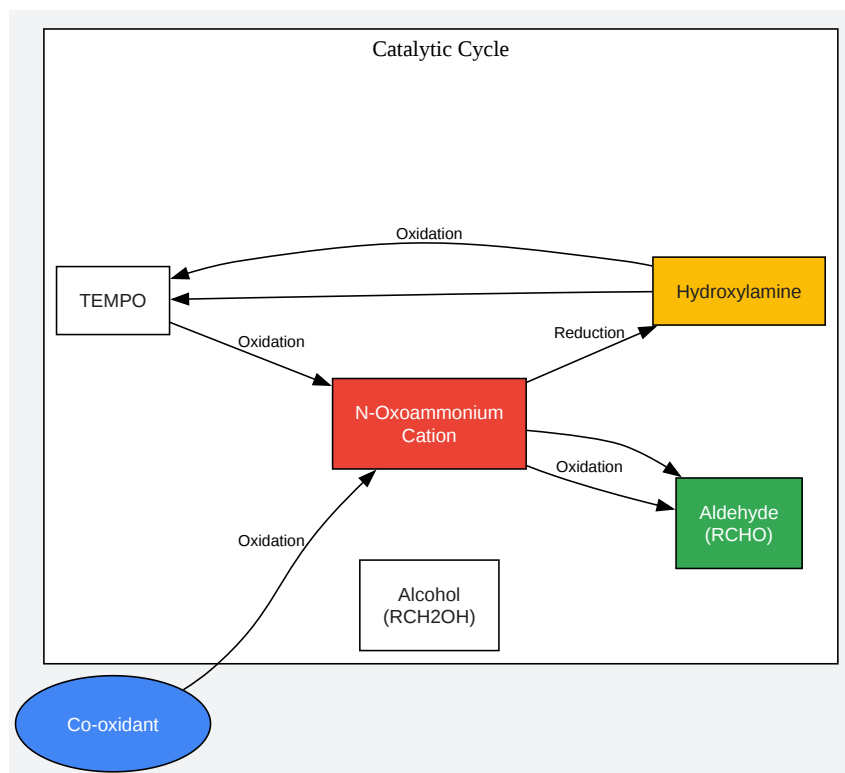 Catalytic Cycle
Oxidation
TEMPO
Hydroxylamine
Oxidation
Reduction
N-Oxoammonium
Cation
Oxidation
Aldehyde
(RCHO)
Oxidation
Alcohol
(RCH2OH)
Co-oxidant